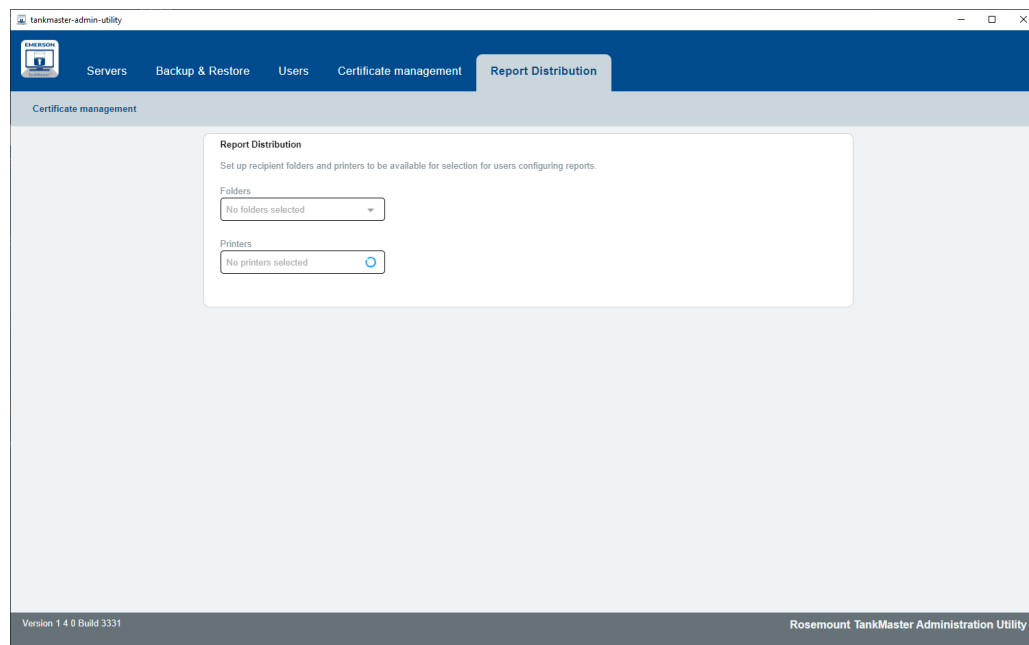 tankmaster-admin-utility
EMERSON
Servers Backup & Restore Users Certificate management Report Distribution
Certificate management
Report Distribution
Set up recipient folders and printers to be available for selection for users configuring reports.
Folders
No folders selected
Printers
No printers selected
Version 1 4 0 Build 3331
Rosemount TankMaster Administration Utility